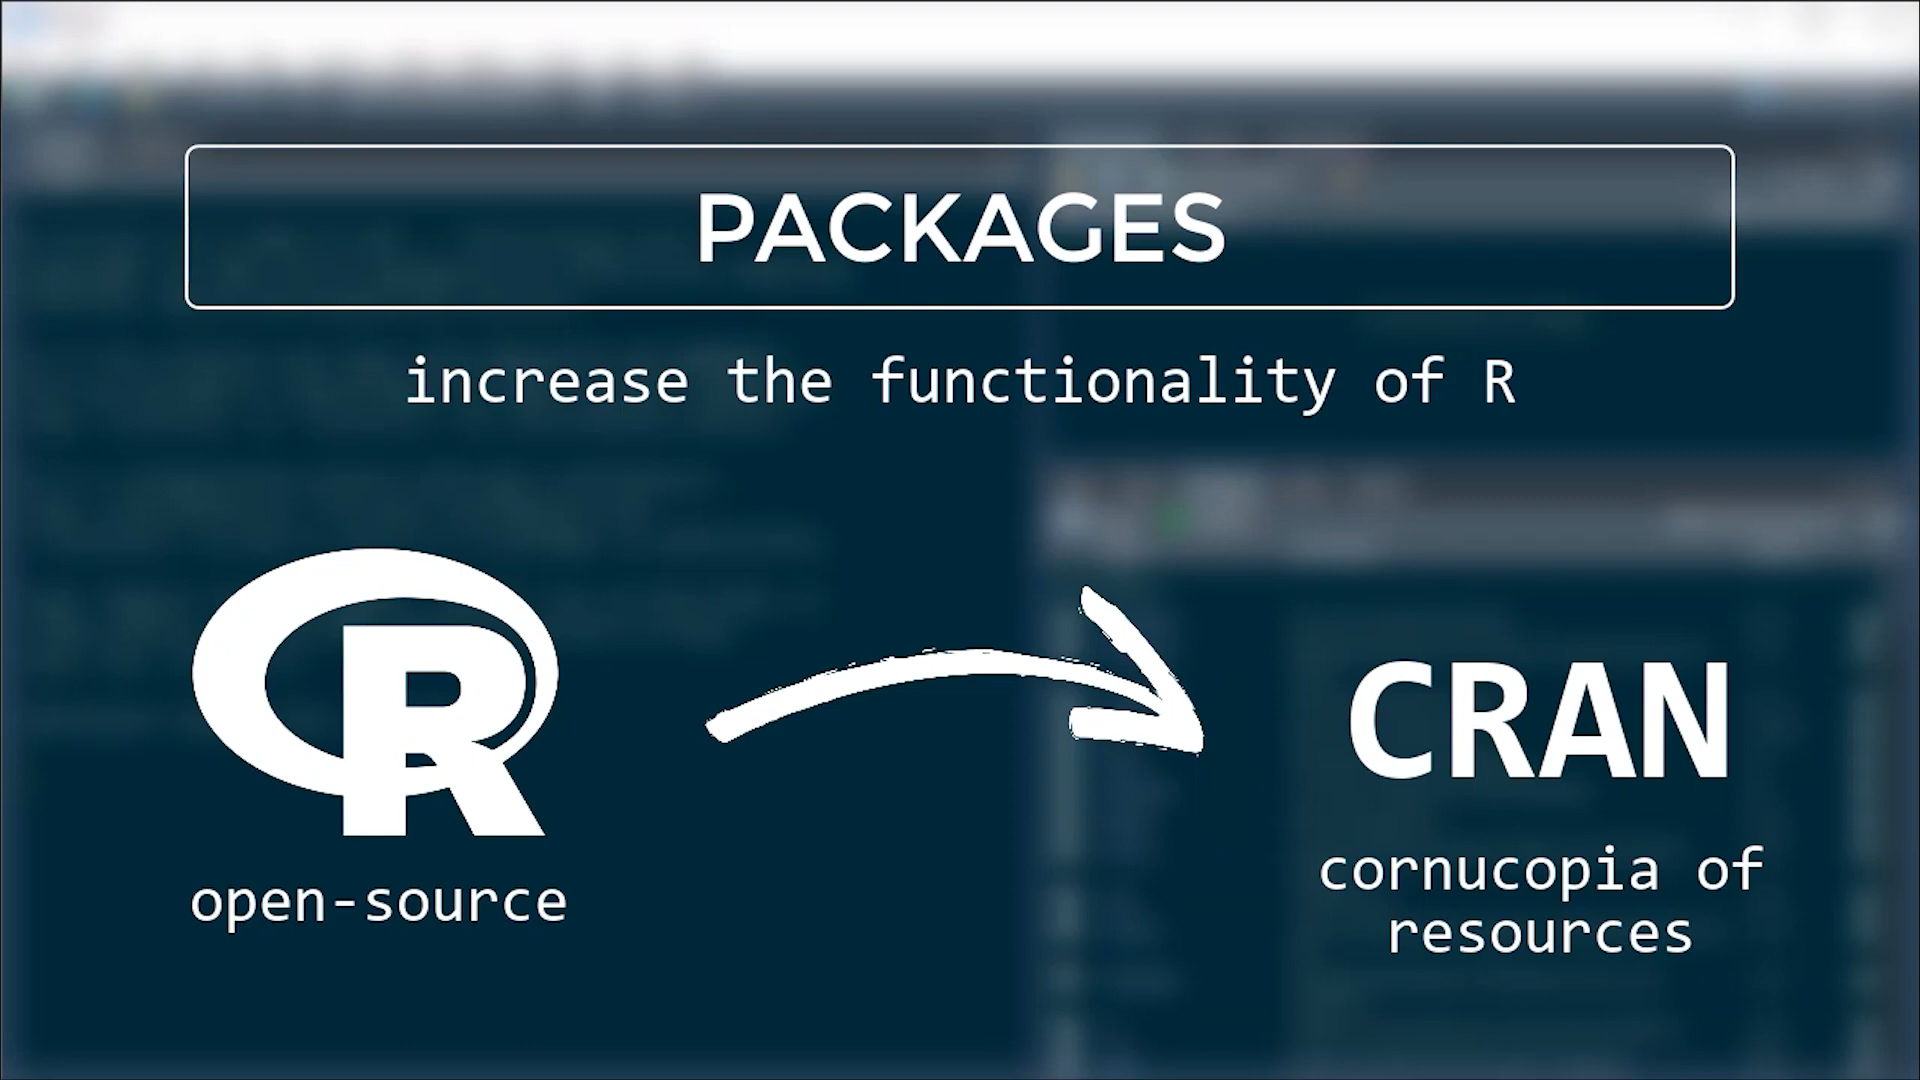 PACKAGES
increase the functionality of R
R
CRAN
open-source
cornucopia of
resources